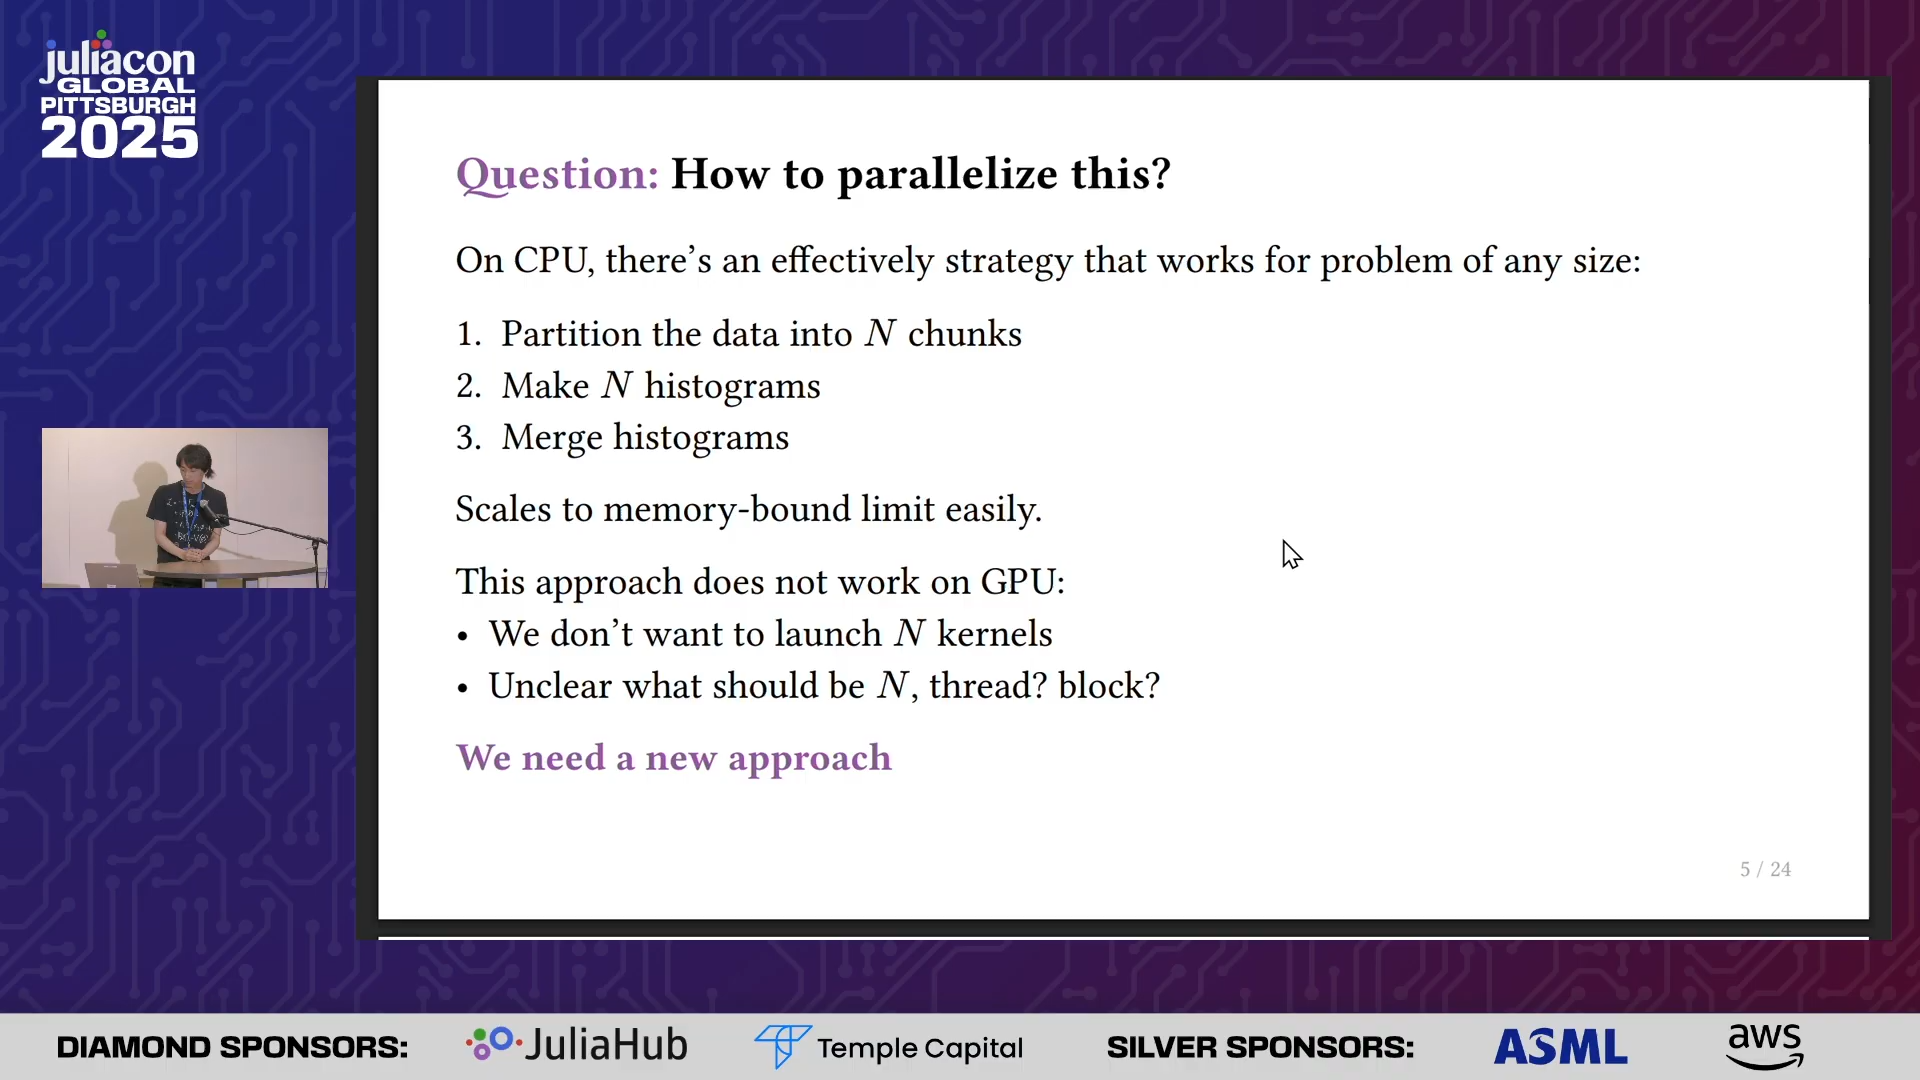 juliacon
GLOBAL
PITTSBURGH
2025
Question: How to parallelize this?
On CPU, there's an effectively strategy that works for problem of any size:
1. Partition the data into N chunks
2. Make N histograms
3. Merge histograms
Scales to memory-bound limit easily.
This approach does not work on GPU:
• We don't want to launch N kernels
• Unclear what should be N, thread? block?
We need a new approach
5 / 24
DIAMOND SPONSORS: JuliaHub Temple Capital SILVER SPONSORS: ASML aws